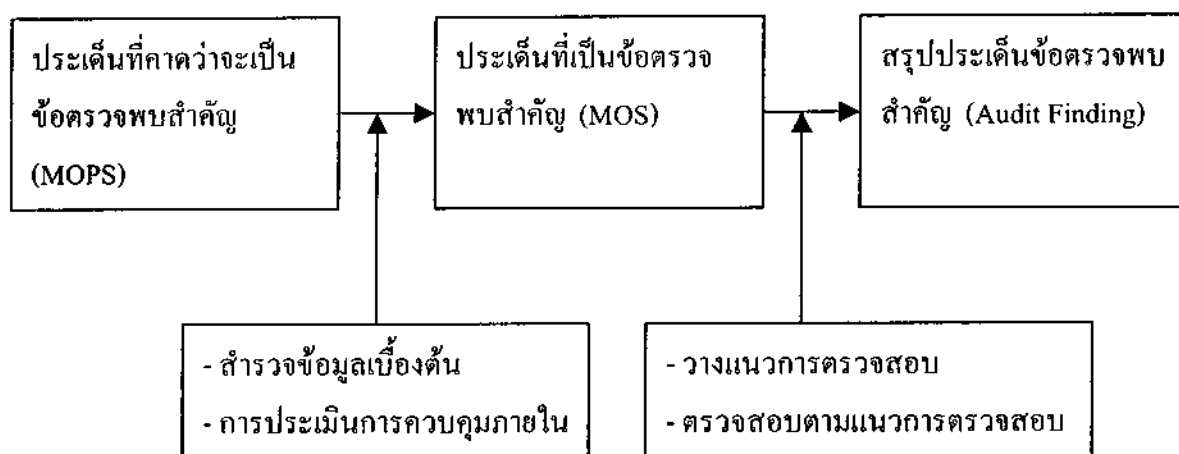 ประเด็นที่คาดว่าจะเป็น
ข้อตรวจพบสำคัญ
(MOPS)
ประเด็นที่เป็นข้อตรวจ
พบสำคัญ (MOS)
สรุปประเด็นข้อตรวจพบ
สำคัญ (Audit Finding)
- สำรวจข้อมูลเบื้องต้น
- การประเมินการควบคุมภายใน
- วางแนวการตรวจสอบ
- ตรวจสอบตามแนวการตรวจสอบ